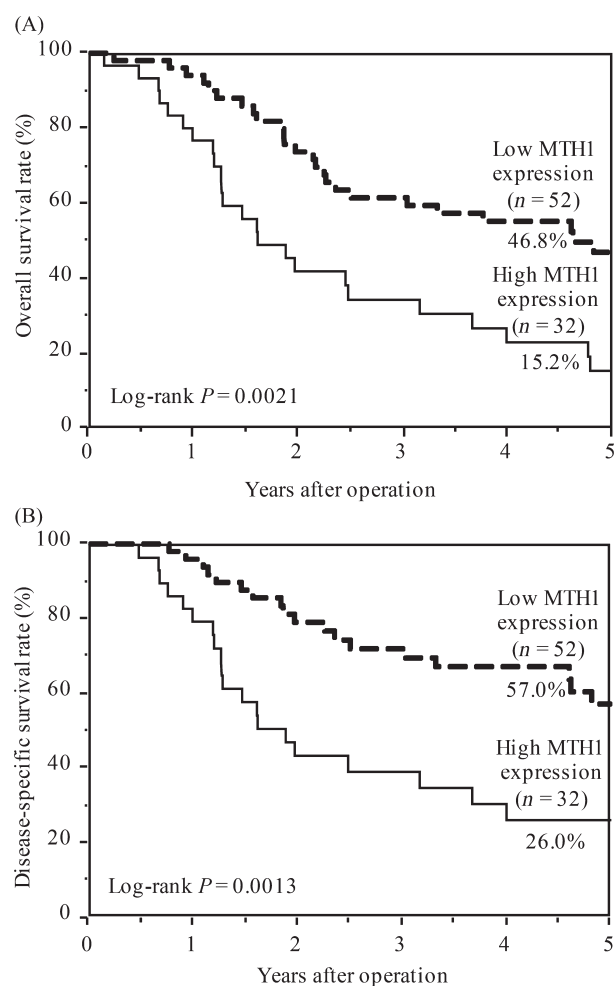 (A)
100
80
60
40
20
0
Overall survival rate (%)
Low MTH1
expression
(n = 52)
46.8%
High MTH1
expression
(n = 32)
15.2%
Log-rank P = 0.0021
0 1 2 3 4 5
Years after operation
(B)
100
80
60
40
20
0
Disease-specific survival rate (%)
Low MTH1
expression
(n = 52)
57.0%
High MTH1
expression
(n = 32)
26.0%
Log-rank P = 0.0013
0 1 2 3 4 5
Years after operation